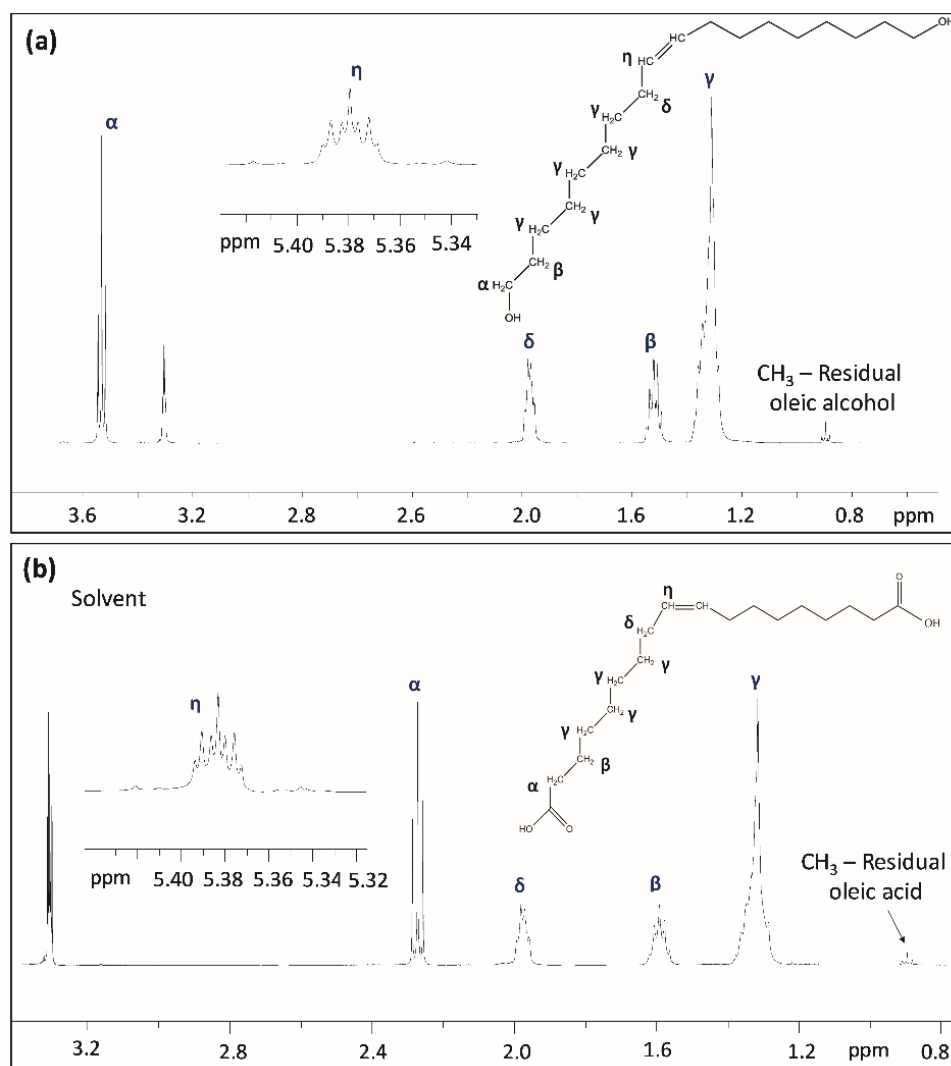 (a)
OH
η
HC
CH₂
δ
γ
H₂C
CH₂
γ
γ
H₂C
CH₂
γ
γ
H₂C
CH₂
β
α
H₂C
OH
α
η
γ
ppm 5.40 5.38 5.36 5.34
δ
β
CH₃ – Residual
oleic alcohol
3.6 3.2 2.8 2.6 2.0 1.6 1.2 0.8 ppm
(b)
Solvent
O
OH
η
CH
δ
H₂C
CH₂
γ
γ
H₂C
CH₂
γ
γ
H₂C
CH₂
β
α
H₂C
HO
O
α
η
γ
ppm 5.40 5.38 5.36 5.34 5.32
δ
β
CH₃ – Residual
oleic acid
3.2 2.8 2.4 2.0 1.6 1.2 ppm 0.8